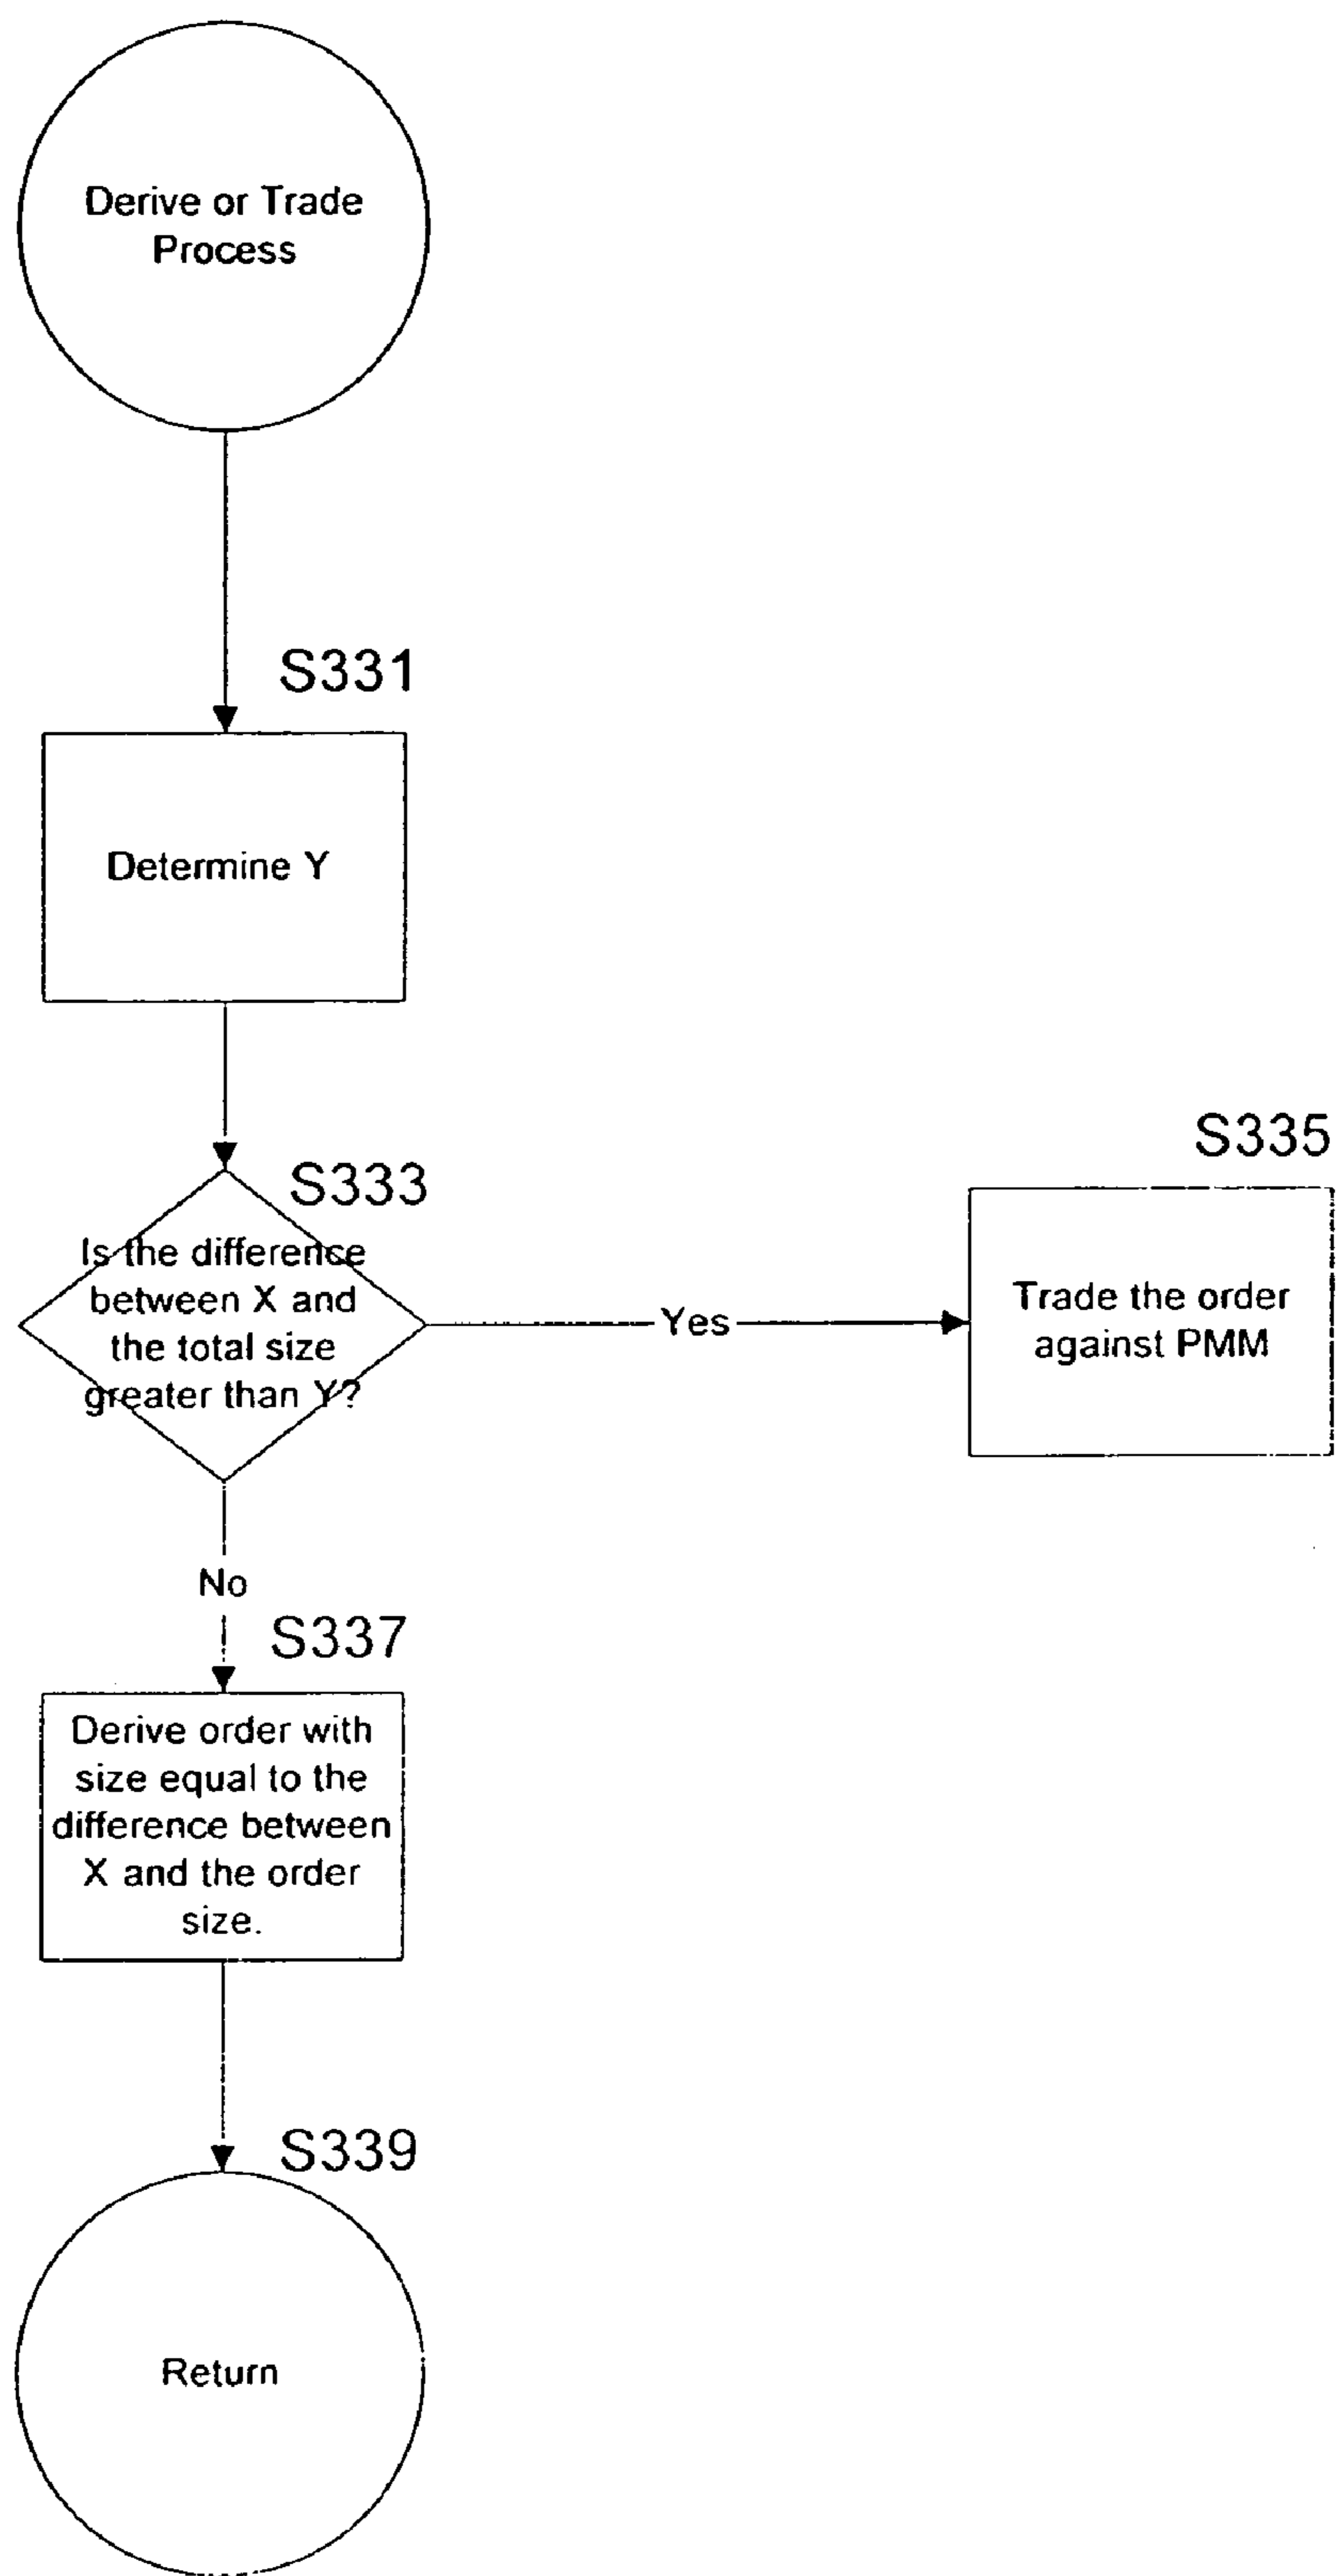 Derive or Trade
Process
S331
Determine Y
S333
Is the difference
between X and
the total size
greater than Y?
Yes
S335
Trade the order
against PMM
No
S337
Derive order with
size equal to the
difference between
X and the order
size.
S339
Return